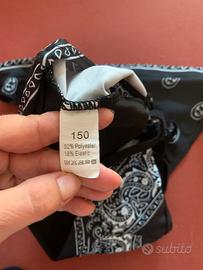 150
82% Polyester
18% Elastic
subito